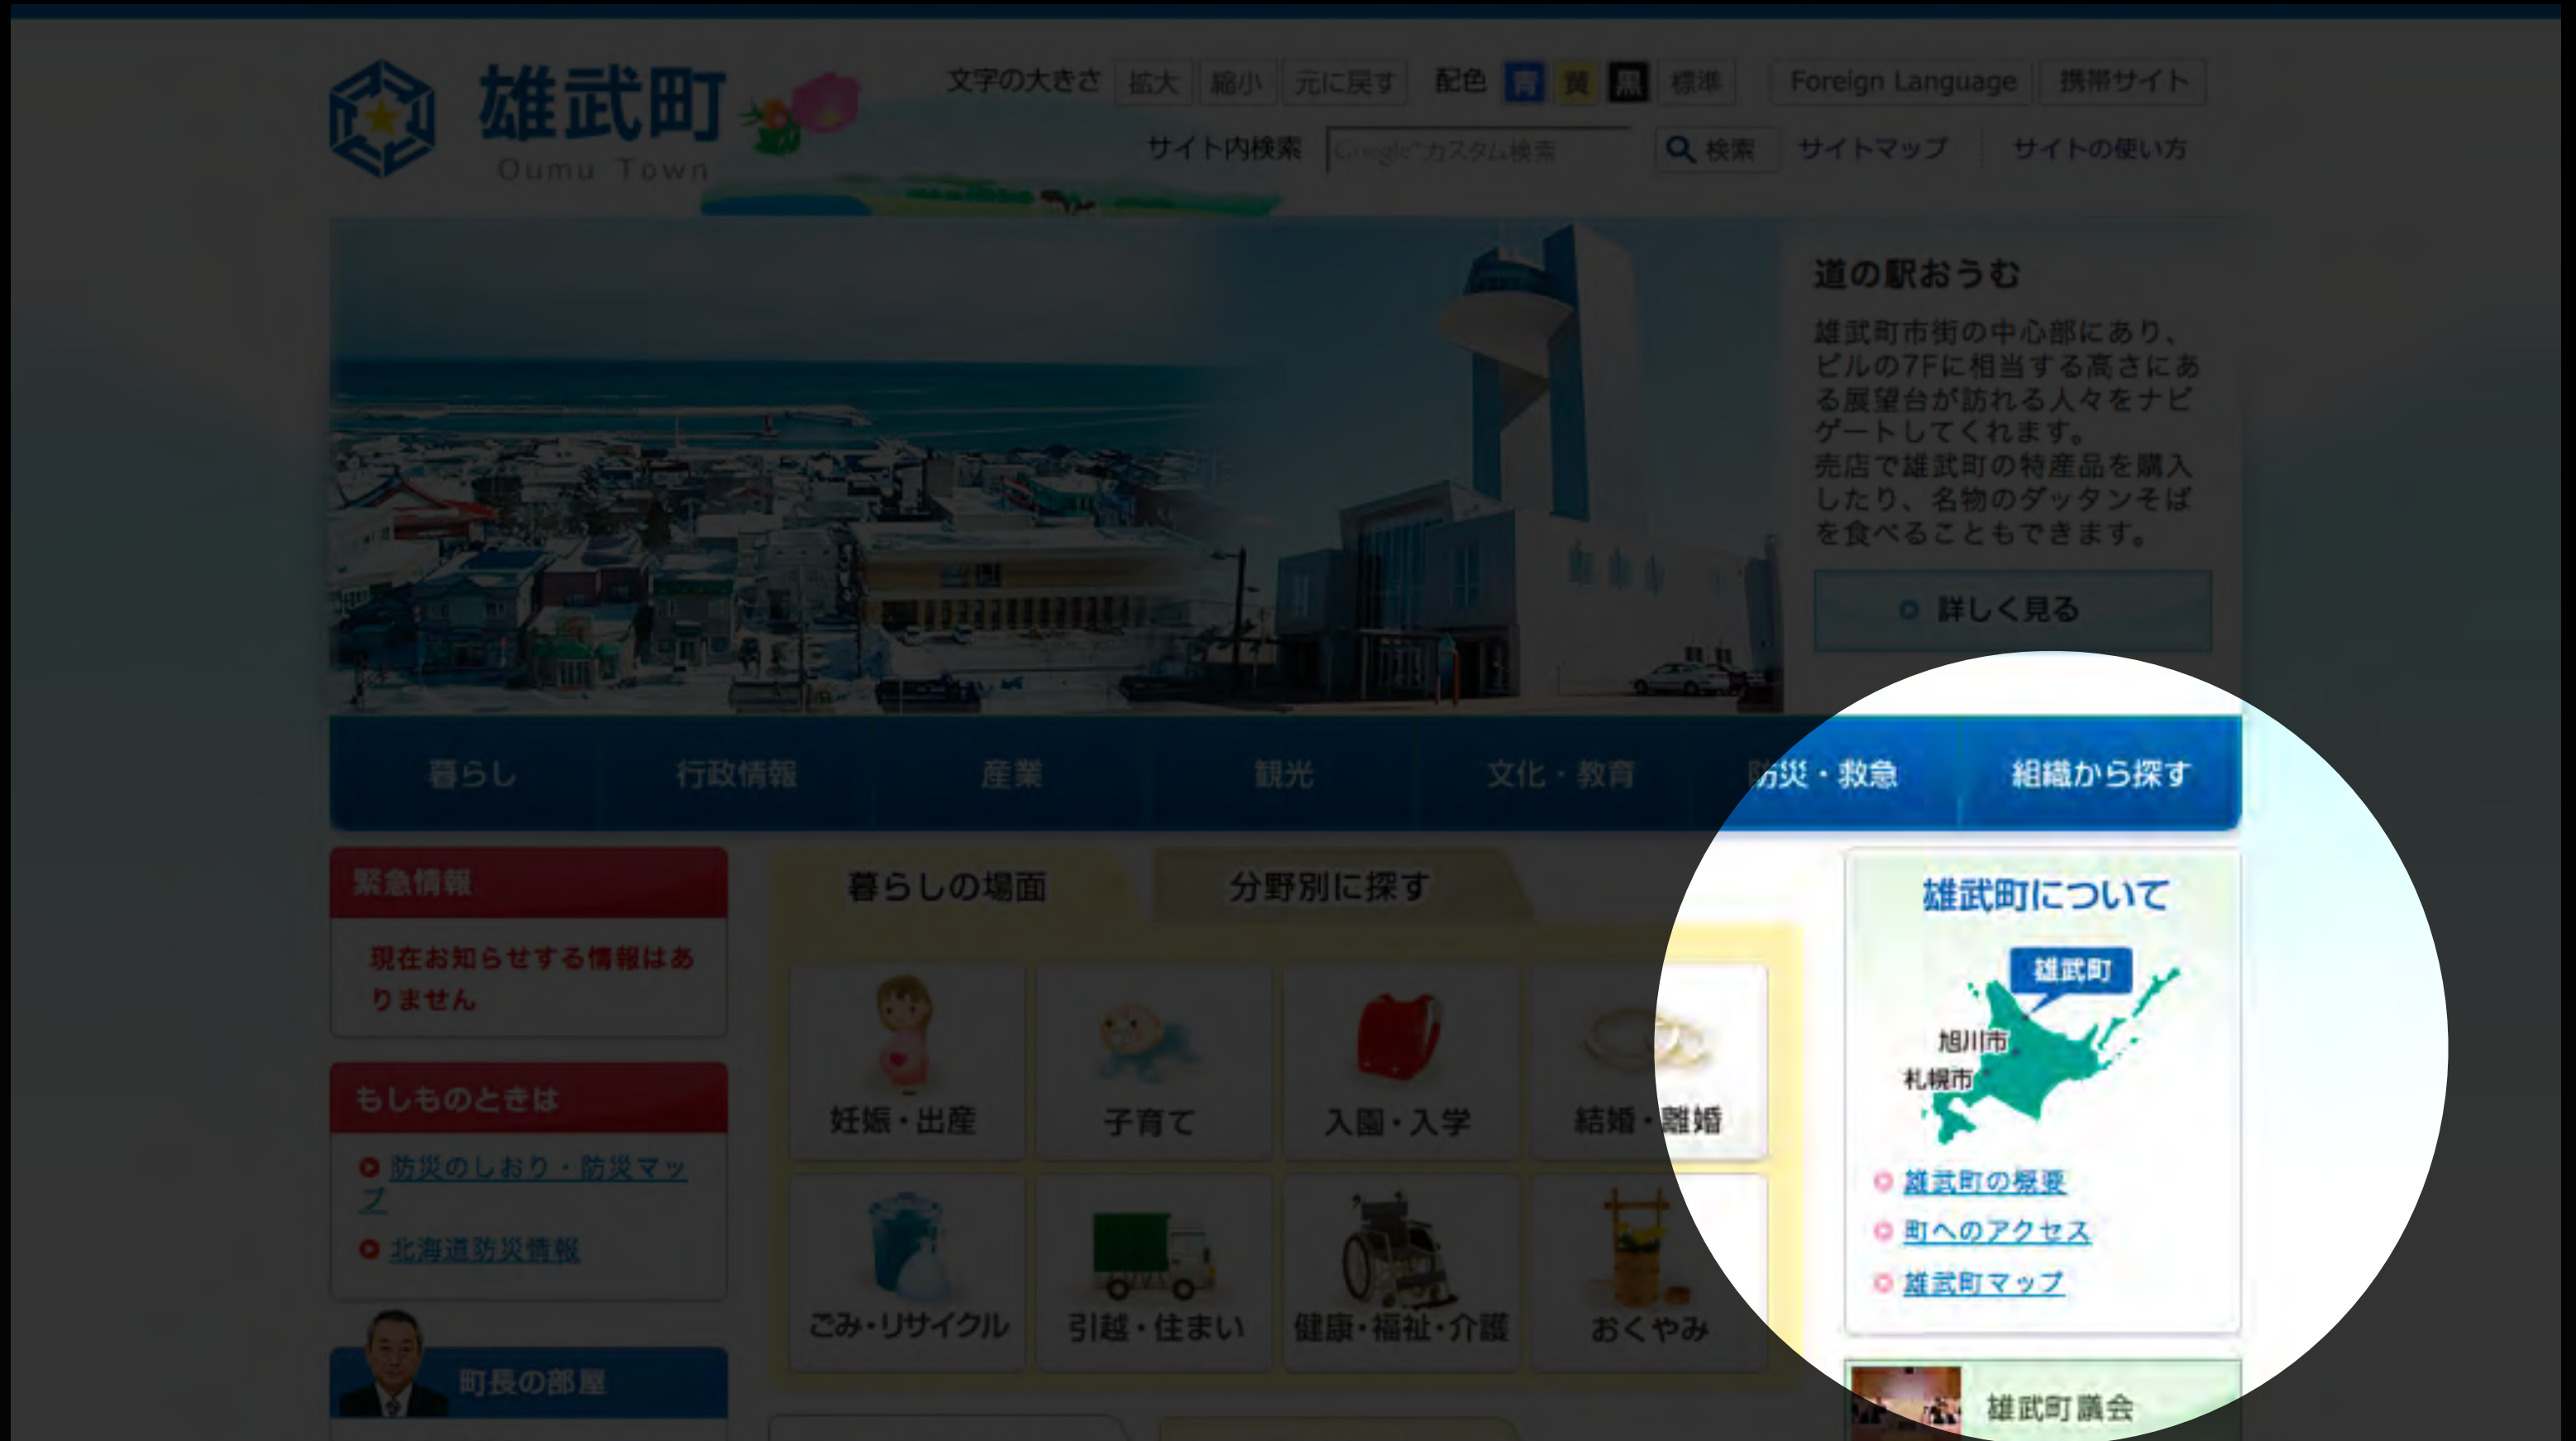 雄武町
Oumu Town
文字の大きさ 拡大 縮小 元に戻す 配色 青 黄 黒 標準 Foreign Language 携帯サイト
サイト内検索 Google カスタム検索 検索 サイトマップ サイトの使い方
道の駅おうむ
雄武町市街の中心部にあり、
ビルの7Fに相当する高さにあ
る展望台が訪れる人々をナビ
ゲートしてくれます。
売店で雄武町の特産品を購入
したり、名物のダッタンそば
を食べることもできます。
詳しく見る
暮らし 行政情報 産業 観光 文化・教育 防災・救急 組織から探す
緊急情報
現在お知らせする情報はあ
りません
もしものときは
防災のしおり・防災マッ
プ
北海道防災情報
町長の部屋
暮らしの場面 分野別に探す
妊娠・出産 子育て 入園・入学 結婚・離婚
ごみ・リサイクル 引越・住まい 健康・福祉・介護 おくやみ
雄武町について
雄武町
旭川市
札幌市
雄武町の概要
町へのアクセス
雄武町マップ
雄武町議会